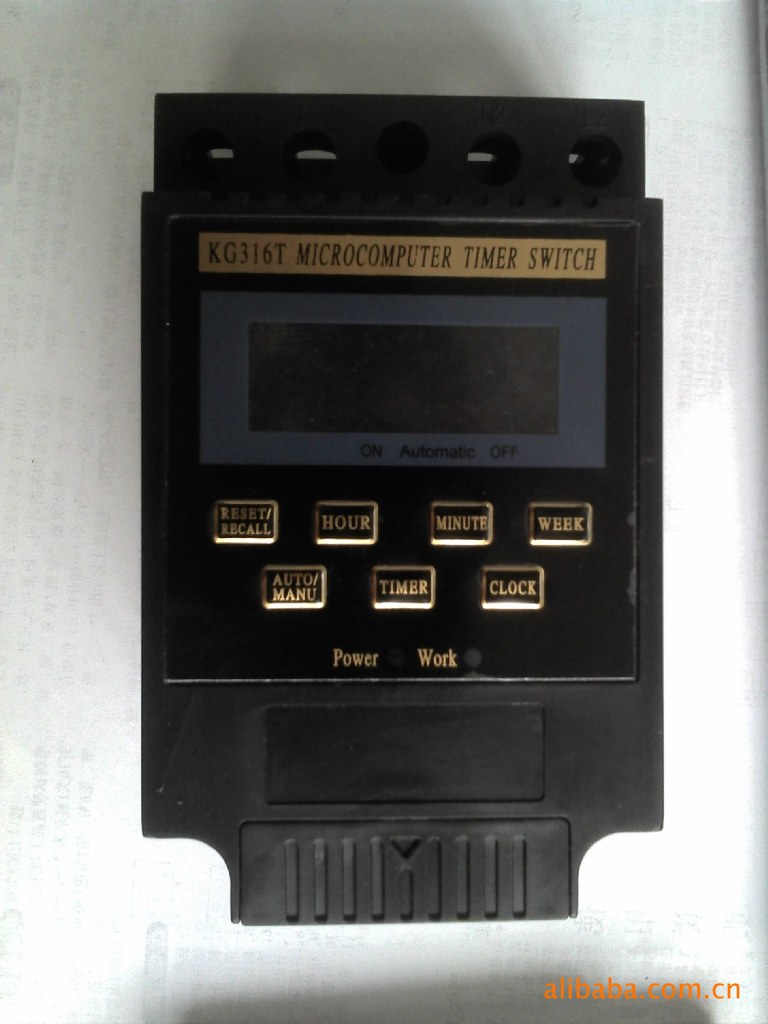 KG316T MICROCOMPUTER TIMER SWITCH
ON Automatic OFF
RESET/
RECALL
HOUR
MINUTE
WEEK
AUTO/
MANU
TIMER
CLOCK
Power
Work
alibaba.com.cn